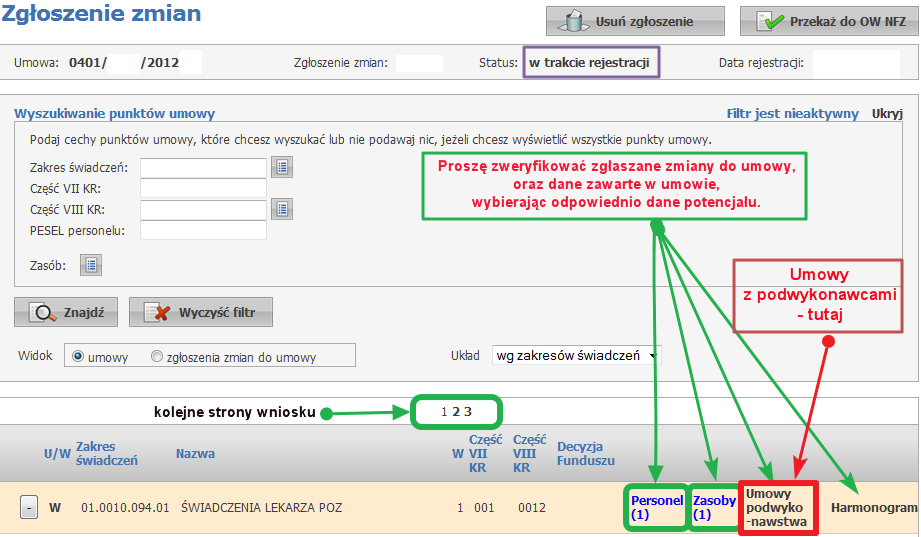 Zgłoszenie zmian
Usuń zgłoszenie
Przekaż do OW NFZ
Umowa: 0401/ /2012
Zgłoszenie zmian:
Status: w trakcie rejestracji
Data rejestracji:
Wyszukiwanie punktów umowy
Filtr jest nieaktywny Ukryj
Podaj cechy punktów umowy, które chcesz wyszukać lub nie podawaj nic, jeżeli chcesz wyświetlić wszystkie punkty umowy.
Zakres świadczeń:
Część VII KR:
Część VIII KR:
PESEL personelu:
Zasób:
Proszę zweryfikować zgłaszane zmiany do umowy,
oraz dane zawarte w umowie,
wybierając odpowiednio dane potencjału.
Umowy
z podwykonawcami
- tutaj
Znajdź
Wyczyść filtr
Widok
umowy
zgłoszenia zmian do umowy
Układ
wg zakresów świadczeń
kolejne strony wniosku
1 2 3
U/W
Zakres
świadczeń
Nazwa
W
Część
VII
KR
Część
VIII
KR
Decyzja
Funduszu
- W 01.0010.094.01 ŚWIADCZENIA LEKARZA POZ 1 001 0012
Personel
(1)
Zasoby
(1)
Umowy
podwyko
-nawstwa
Harmonogram